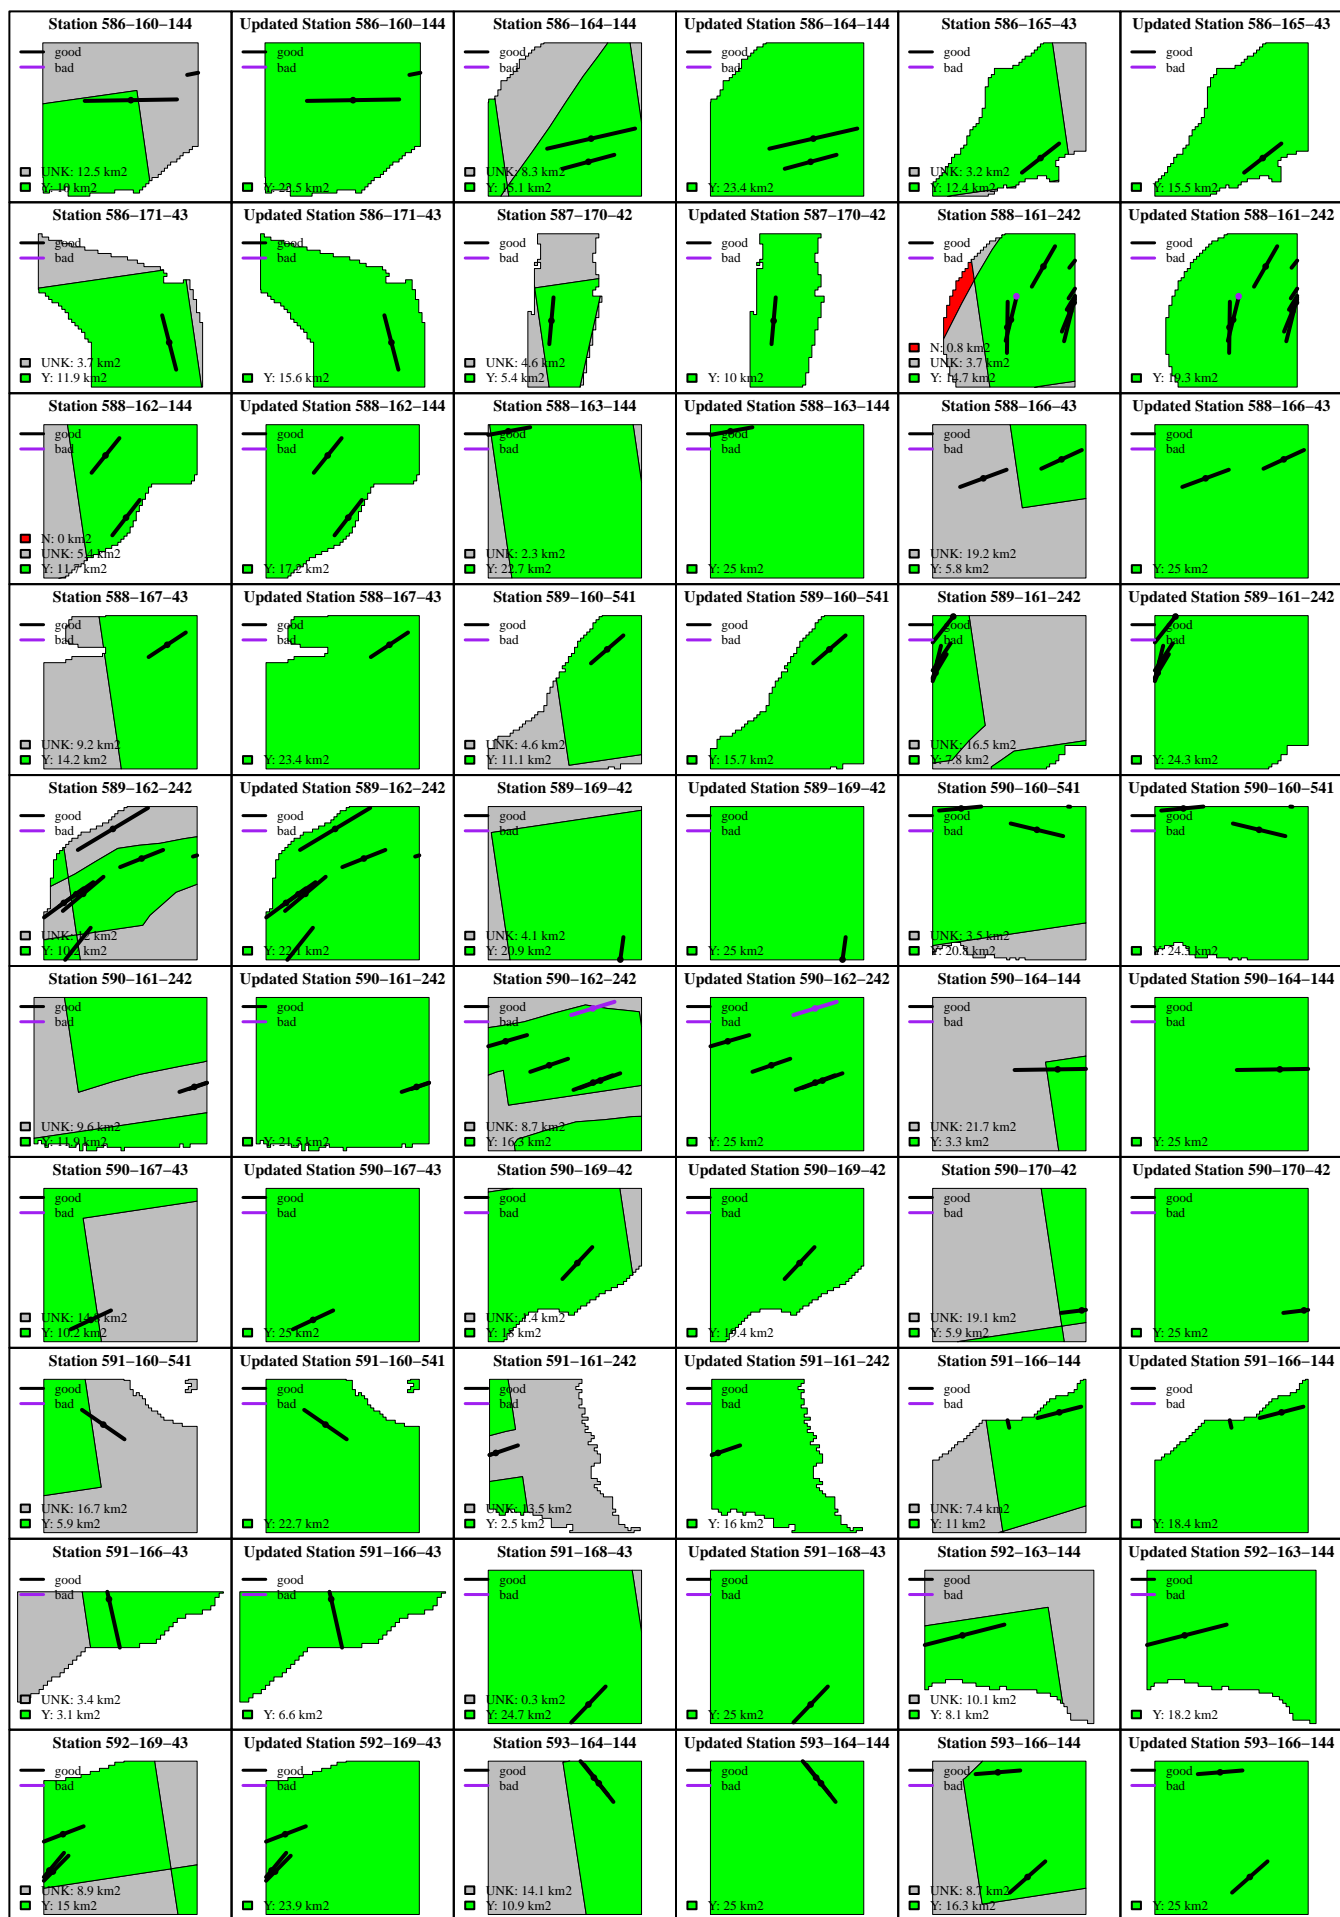 Station 586−160−144
good
bad
UNK: 12.5 km2
Y: 10 km2
Updated Station 586−160−144
good
bad
Y: 22.5 km2
Station 586−164−144
good
bad
UNK: 8.3 km2
Y: 15.1 km2
Updated Station 586−164−144
good
bad
Y: 23.4 km2
Station 586−165−43
good
bad
UNK: 3.2 km2
Y: 12.4 km2
Updated Station 586−165−43
good
bad
Y: 15.5 km2
Station 586−171−43
good
bad
UNK: 3.7 km2
Y: 11.9 km2
Updated Station 586−171−43
good
bad
Y: 15.6 km2
Station 587−170−42
good
bad
UNK: 4.6 km2
Y: 5.4 km2
Updated Station 587−170−42
good
bad
Y: 10 km2
Station 588−161−242
good
bad
N: 0.8 km2
UNK: 3.7 km2
Y: 14.7 km2
Updated Station 588−161−242
good
bad
Y: 19.3 km2
Station 588−162−144
good
bad
N: 0 km2
UNK: 5.4 km2
Y: 11.7 km2
Updated Station 588−162−144
good
bad
Y: 17.2 km2
Station 588−163−144
good
bad
UNK: 2.3 km2
Y: 22.7 km2
Updated Station 588−163−144
good
bad
Y: 25 km2
Station 588−166−43
good
bad
UNK: 19.2 km2
Y: 5.8 km2
Updated Station 588−166−43
good
bad
Y: 25 km2
Station 588−167−43
good
bad
UNK: 9.2 km2
Y: 14.2 km2
Updated Station 588−167−43
good
bad
Y: 23.4 km2
Station 589−160−541
good
bad
UNK: 4.6 km2
Y: 11.1 km2
Updated Station 589−160−541
good
bad
Y: 15.7 km2
Station 589−161−242
good
bad
UNK: 16.5 km2
Y: 7.8 km2
Updated Station 589−161−242
good
bad
Y: 24.3 km2
Station 589−162−242
good
bad
UNK: 12 km2
Y: 10.2 km2
Updated Station 589−162−242
good
bad
Y: 22.1 km2
Station 589−169−42
good
bad
UNK: 4.1 km2
Y: 20.9 km2
Updated Station 589−169−42
good
bad
Y: 25 km2
Station 590−160−541
good
bad
UNK: 3.5 km2
Y: 20.8 km2
Updated Station 590−160−541
good
bad
Y: 24.3 km2
Station 590−161−242
good
bad
UNK: 9.6 km2
Y: 11.9 km2
Updated Station 590−161−242
good
bad
Y: 21.5 km2
Station 590−162−242
good
bad
UNK: 8.7 km2
Y: 16.3 km2
Updated Station 590−162−242
good
bad
Y: 25 km2
Station 590−164−144
good
bad
UNK: 21.7 km2
Y: 3.3 km2
Updated Station 590−164−144
good
bad
Y: 25 km2
Station 590−167−43
good
bad
UNK: km2
Y: 10.2 km2
Updated Station 590−167−43
good
bad
Y: 25 km2
Station 590−169−42
good
bad
UNK: 1.4 km2
Y: 18 km2
Updated Station 590−169−42
good
bad
Y: 19.4 km2
Station 590−170−42
good
bad
UNK: 19.1 km2
Y: 5.9 km2
Updated Station 590−170−42
good
bad
Y: 25 km2
Station 591−160−541
good
bad
UNK: 16.7 km2
Y: 5.9 km2
Updated Station 591−160−541
good
bad
Y: 22.7 km2
Station 591−161−242
good
bad
UNK: 13.5 km2
Y: 2.5 km2
Updated Station 591−161−242
good
bad
Y: 16 km2
Station 591−166−144
good
bad
UNK: 7.4 km2
Y: 11 km2
Updated Station 591−166−144
good
bad
Y: 18.4 km2
Station 591−166−43
good
bad
UNK: 3.4 km2
Y: 3.1 km2
Updated Station 591−166−43
good
bad
Y: 6.6 km2
Station 591−168−43
good
bad
UNK: 0.3 km2
Y: 24.7 km2
Updated Station 591−168−43
good
bad
Y: 25 km2
Station 592−163−144
good
bad
UNK: 10.1 km2
Y: 8.1 km2
Updated Station 592−163−144
good
bad
Y: 18.2 km2
Station 592−169−43
good
bad
UNK: 8.9 km2
Y: 15 km2
Updated Station 592−169−43
good
bad
Y: 23.9 km2
Station 593−164−144
good
bad
UNK: 14.1 km2
Y: 10.9 km2
Updated Station 593−164−144
good
bad
Y: 25 km2
Station 593−166−144
good
bad
UNK: 8.7 km2
Y: 16.3 km2
Updated Station 593−166−144
good
bad
Y: 25 km2